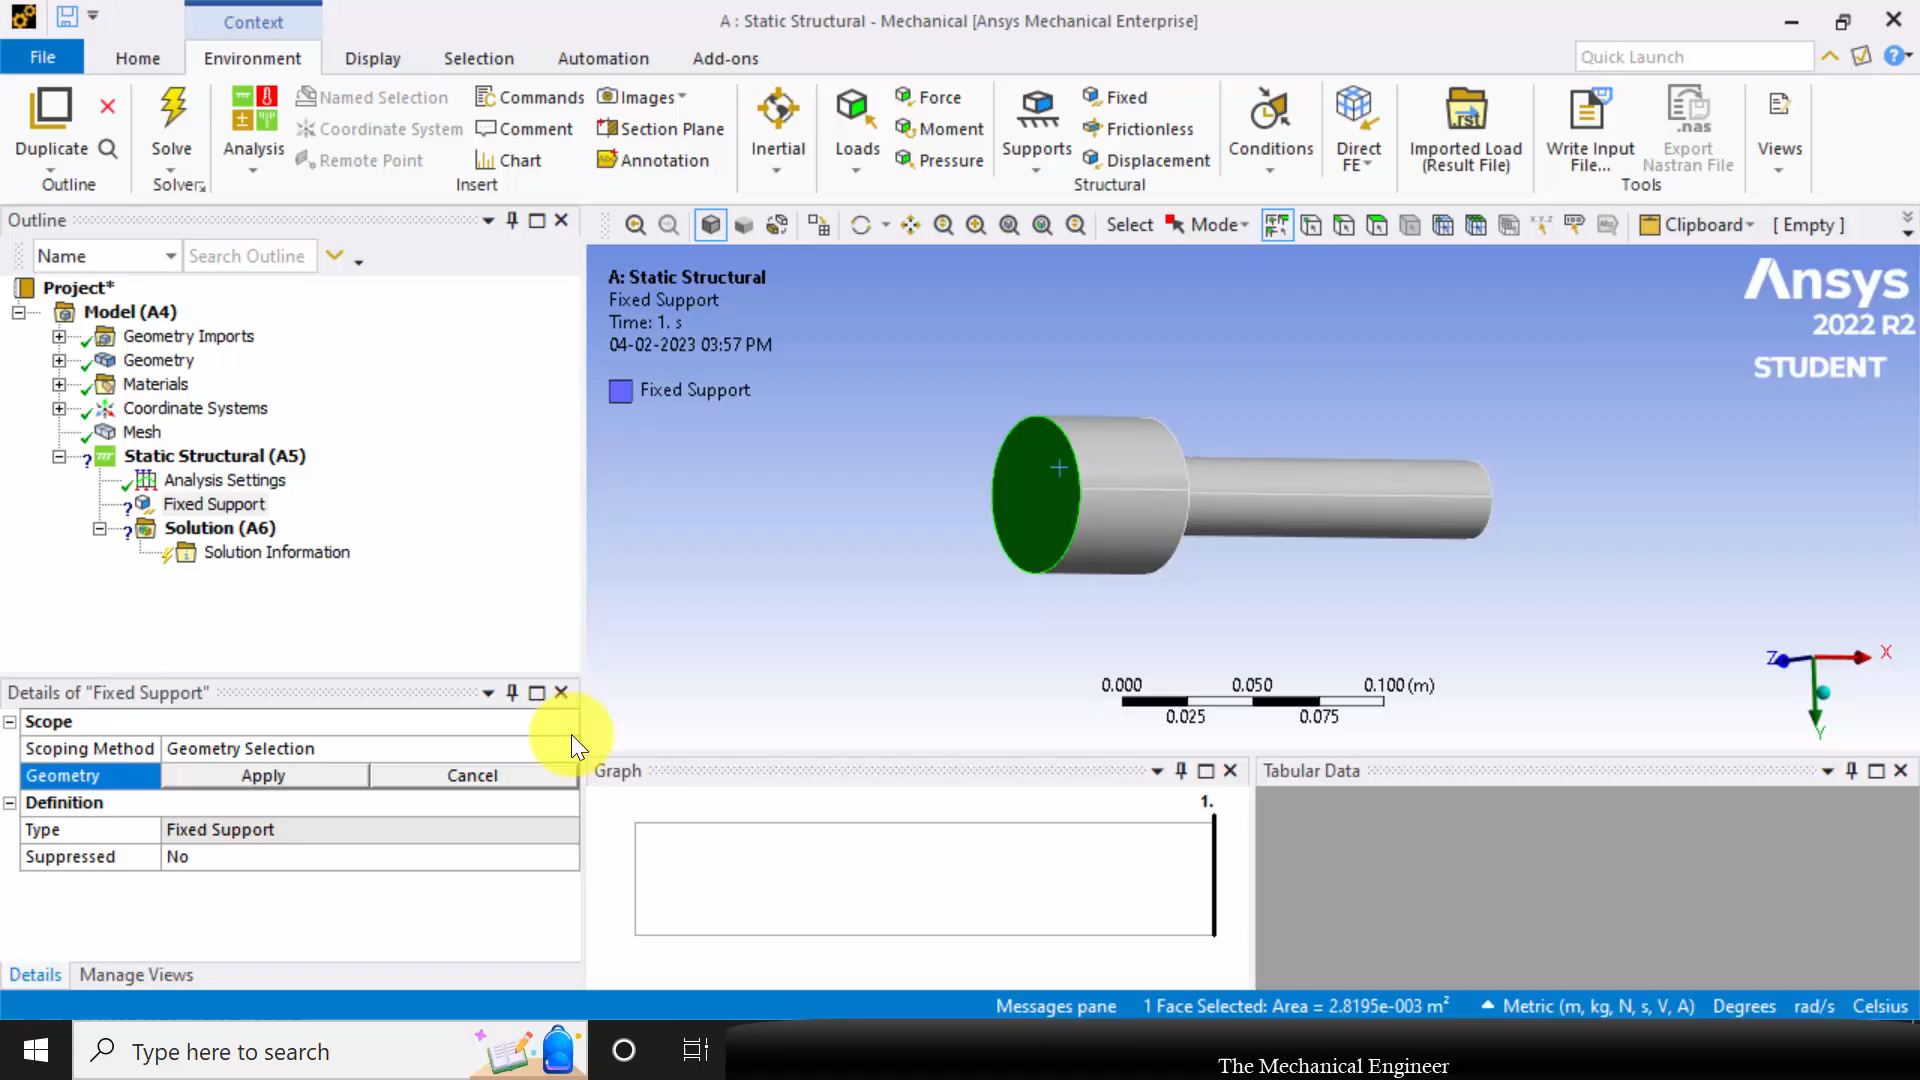 Context
A : Static Structural - Mechanical [Ansys Mechanical Enterprise]
File
Home
Environment
Display
Selection
Automation
Add-ons
Quick Launch
Duplicate
Outline
Solve
Solver
Analysis
Named Selection
Coordinate System
Remote Point
Commands
Comment
Chart
Images
Section Plane
Annotation
Insert
Inertial
Loads
Force
Moment
Pressure
Supports
Fixed
Frictionless
Displacement
Structural
Conditions
Direct
FE
Imported Load
(Result File)
Write Input
File...
Export
Nastran File
Tools
Views
.rst
.nas
Outline
Name
Search Outline
Select
Mode
Clipboard
[ Empty ]
Project*
Model (A4)
Geometry Imports
Geometry
Materials
Coordinate Systems
Mesh
Static Structural (A5)
Analysis Settings
Fixed Support
Solution (A6)
Solution Information
A: Static Structural
Fixed Support
Time: 1. s
04-02-2023 03:57 PM
Fixed Support
Ansys
2022 R2
STUDENT
0.000
0.050
0.100 (m)
0.025
0.075
Z
X
Y
Details of "Fixed Support"
Scope
Scoping Method
Geometry Selection
Geometry
Apply
Cancel
Definition
Type
Fixed Support
Suppressed
No
Details
Manage Views
Graph
1.
Tabular Data
Messages pane
1 Face Selected: Area = 2.8195e-003 m²
Metric (m, kg, N, s, V, A)
Degrees
rad/s
Celsius
Type here to search
The Mechanical Engineer